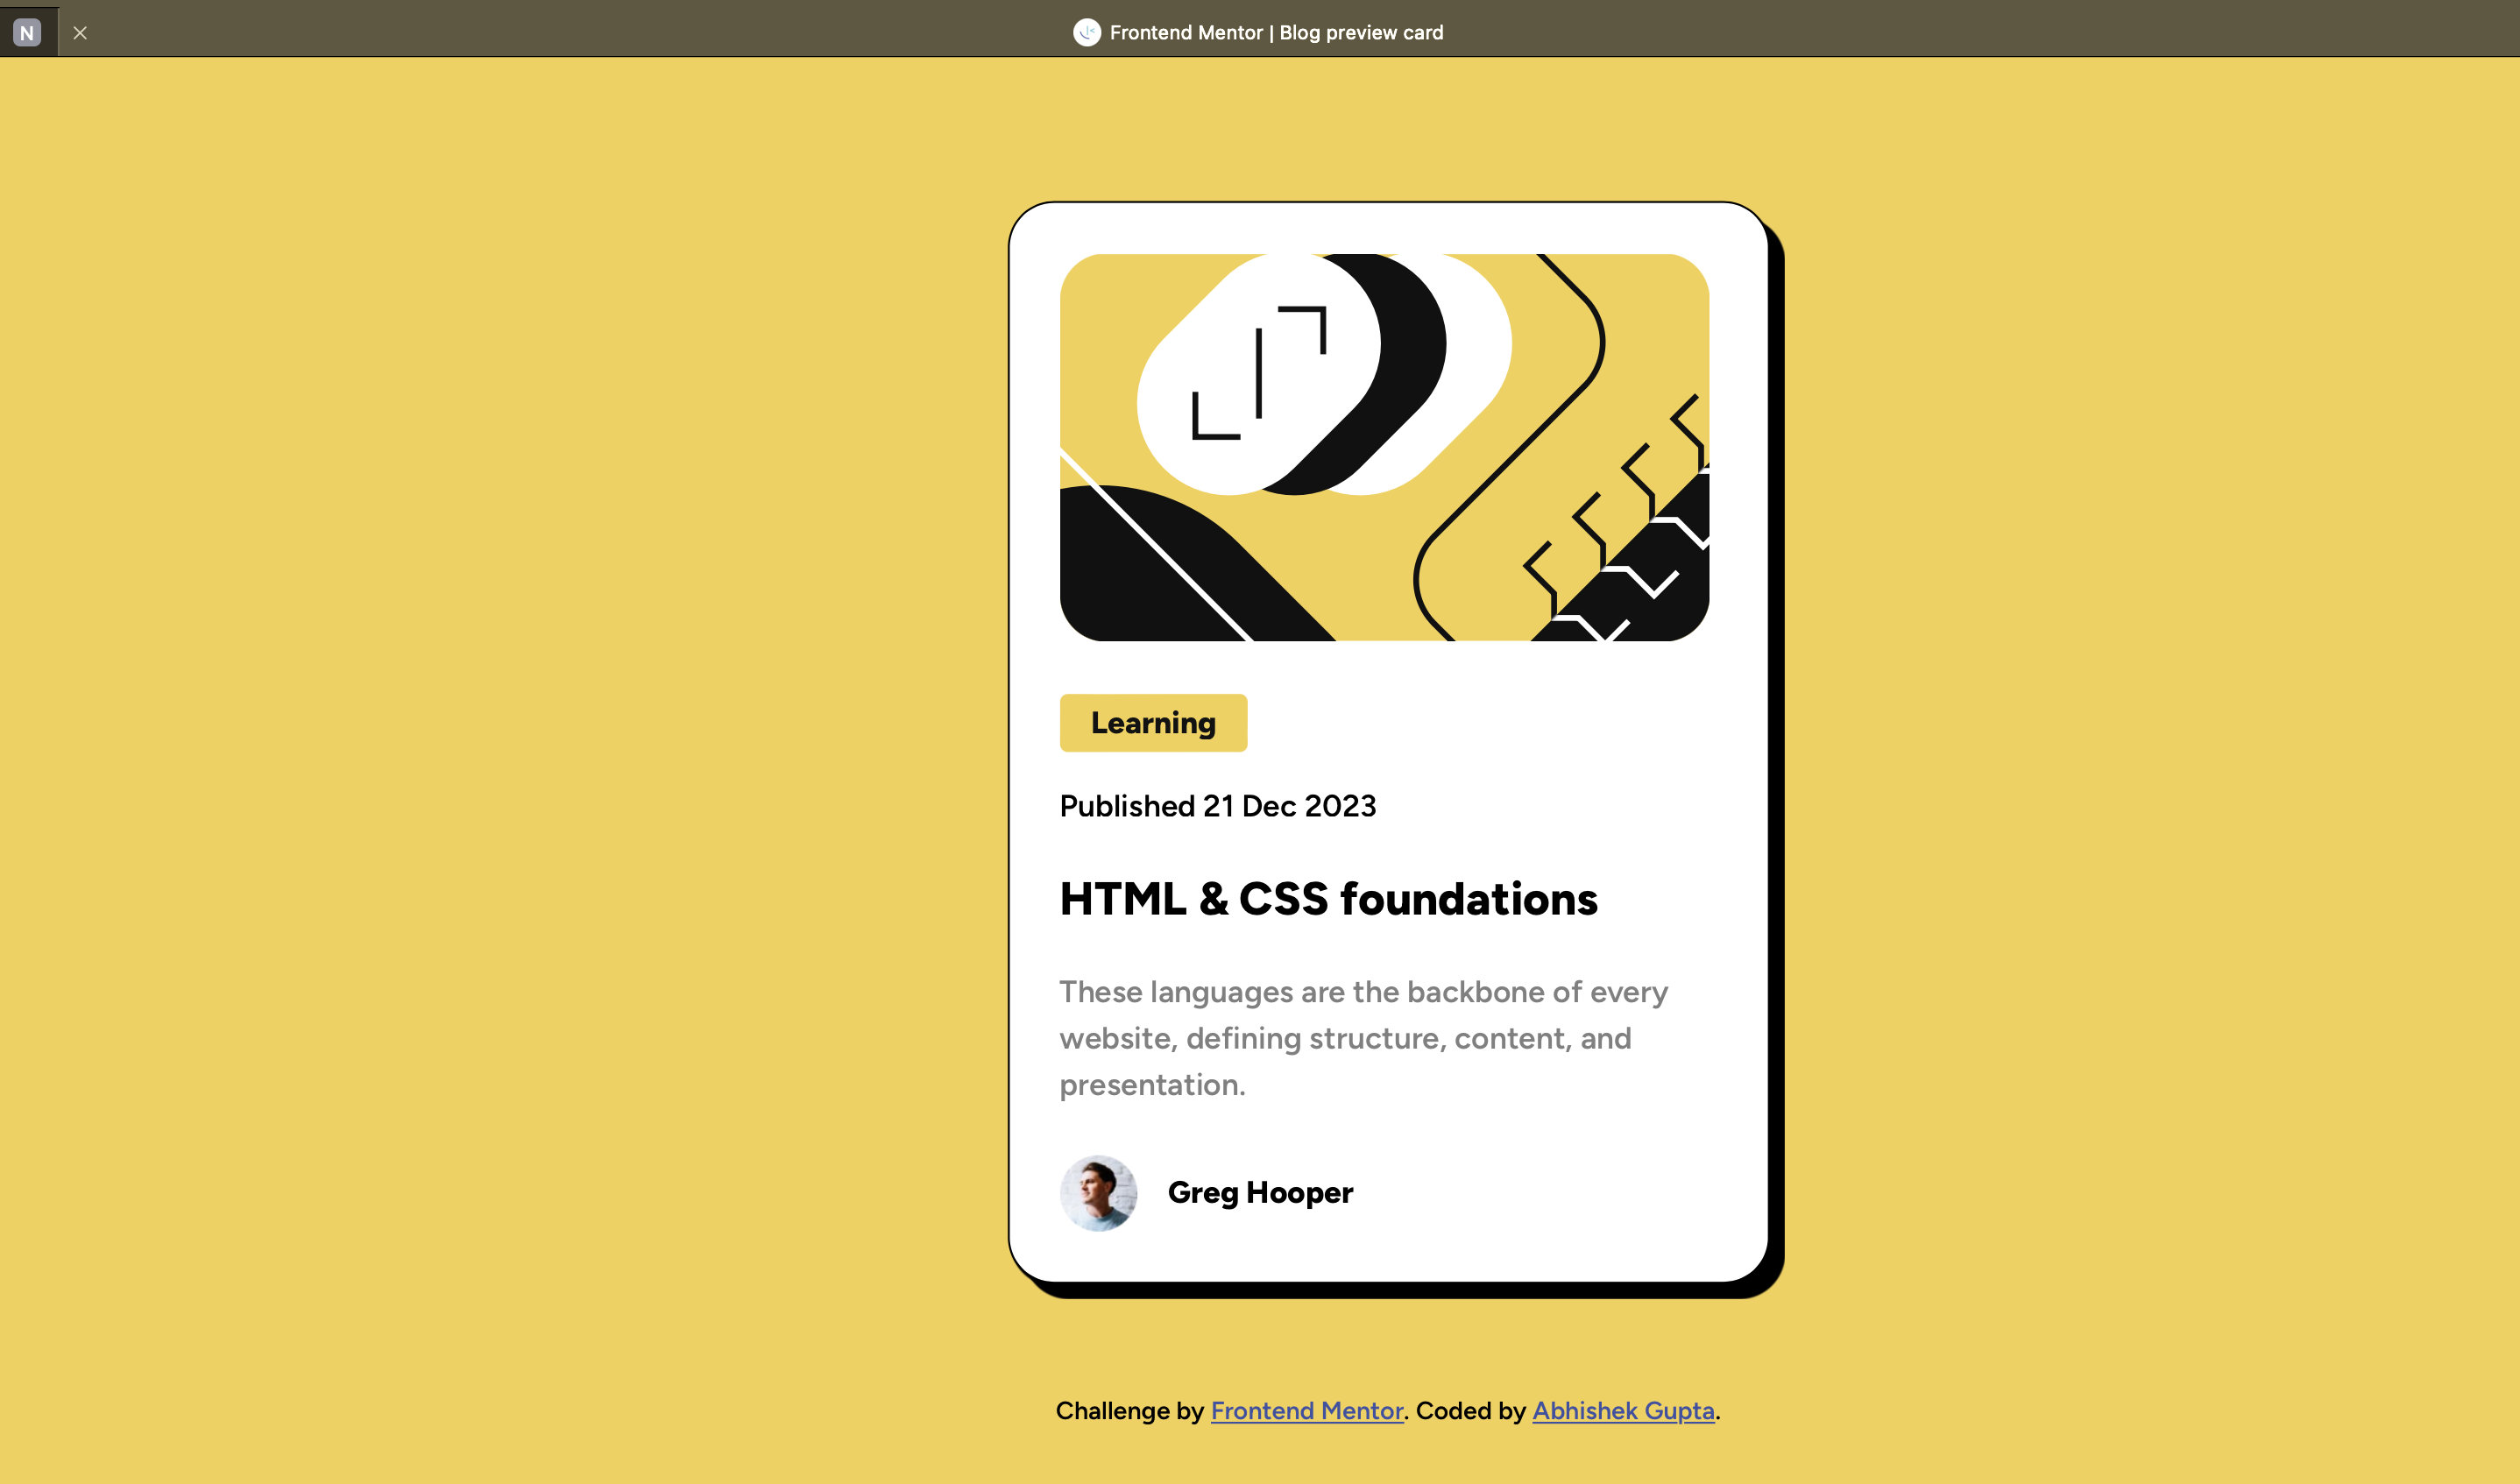 N
Frontend Mentor | Blog preview card
Learning
Published 21 Dec 2023
HTML & CSS foundations
These languages are the backbone of every
website, defining structure, content, and
presentation.
Greg Hooper
Challenge by Frontend Mentor. Coded by Abhishek Gupta.